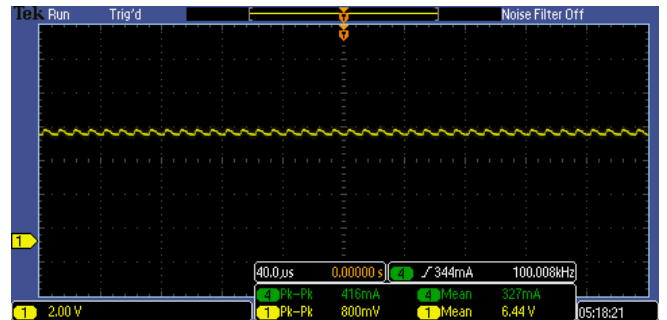 Tek Run Trig'd Noise Filter Off
T
1
40.0µs 0.00000 s 4 344mA 100.008kHz
4 Pk-Pk 416mA 4 Mean 327mA
1 2.00 V 1 Pk-Pk 800mV 1 Mean 6.44 V 05:18:21